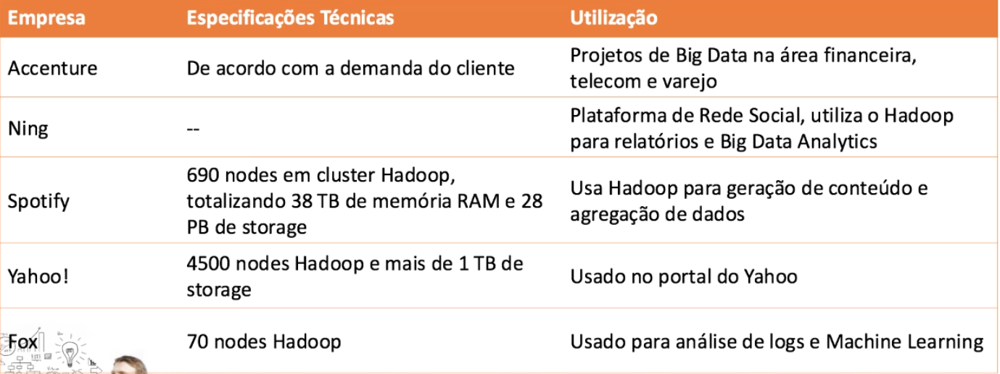 Empresa Especificações Técnicas Utilização
Accenture De acordo com a demanda do cliente Projetos de Big Data na área financeira,
telecom e varejo
Ning -- Plataforma de Rede Social, utiliza o Hadoop
para relatórios e Big Data Analytics
Spotify 690 nodes em cluster Hadoop,
totalizando 38 TB de memória RAM e 28
PB de storage
Usa Hadoop para geração de conteúdo e
agregação de dados
Yahoo! 4500 nodes Hadoop e mais de 1 TB de
storage
Usado no portal do Yahoo
Fox 70 nodes Hadoop Usado para análise de logs e Machine Learning